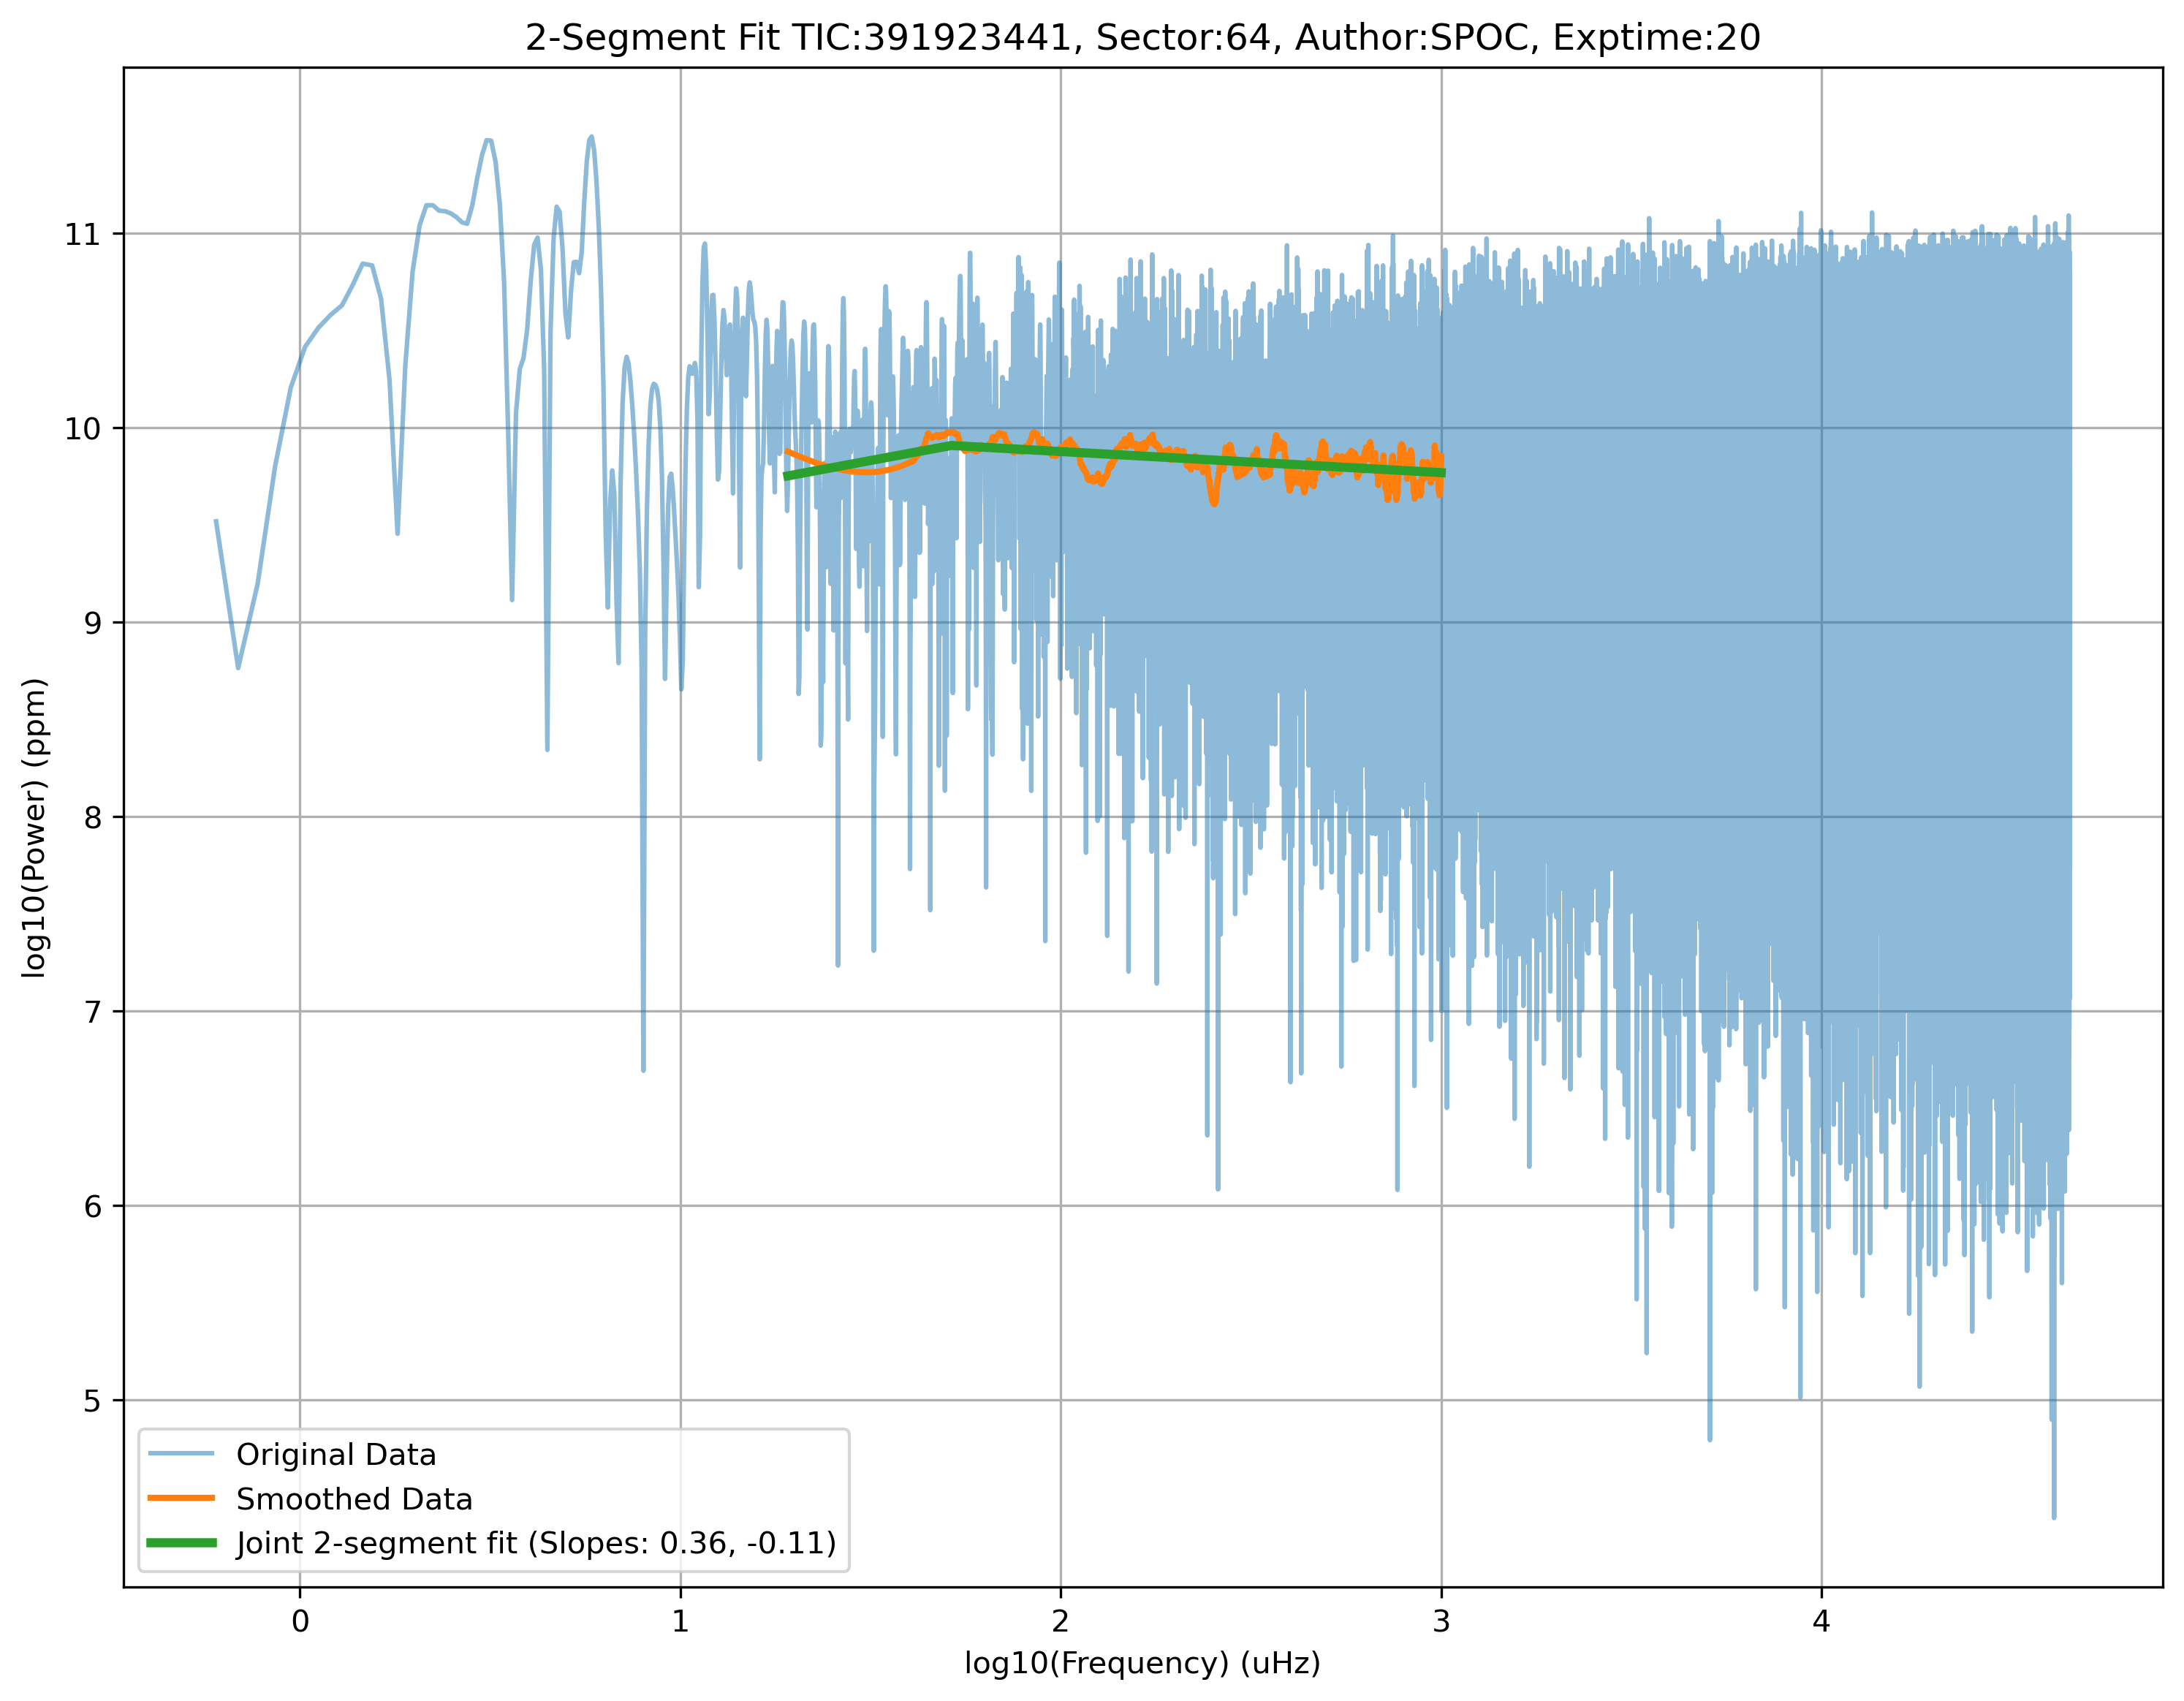 2-Segment Fit TIC:391923441, Sector:64, Author:SPOC, Exptime:20
log10(Power) (ppm)
11
10
9
8
7
6
5
Original Data
Smoothed Data
Joint 2-segment fit (Slopes: 0.36, -0.11)
0
1
2
3
4
log10(Frequency) (uHz)